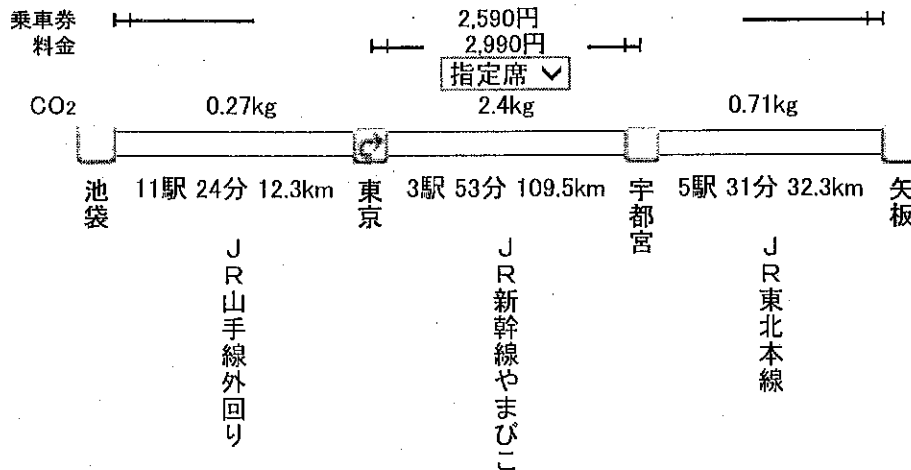 乗車券 2,590円
料金 2,990円
指定席
CO2 0.27kg 2.4kg 0.71kg
池袋 11駅 24分 12.3km 東京 3駅 53分 109.5km 宇都宮 5駅 31分 32.3km 矢板
JR山手線外回り
JR新幹線やまびこ
JR東北本線